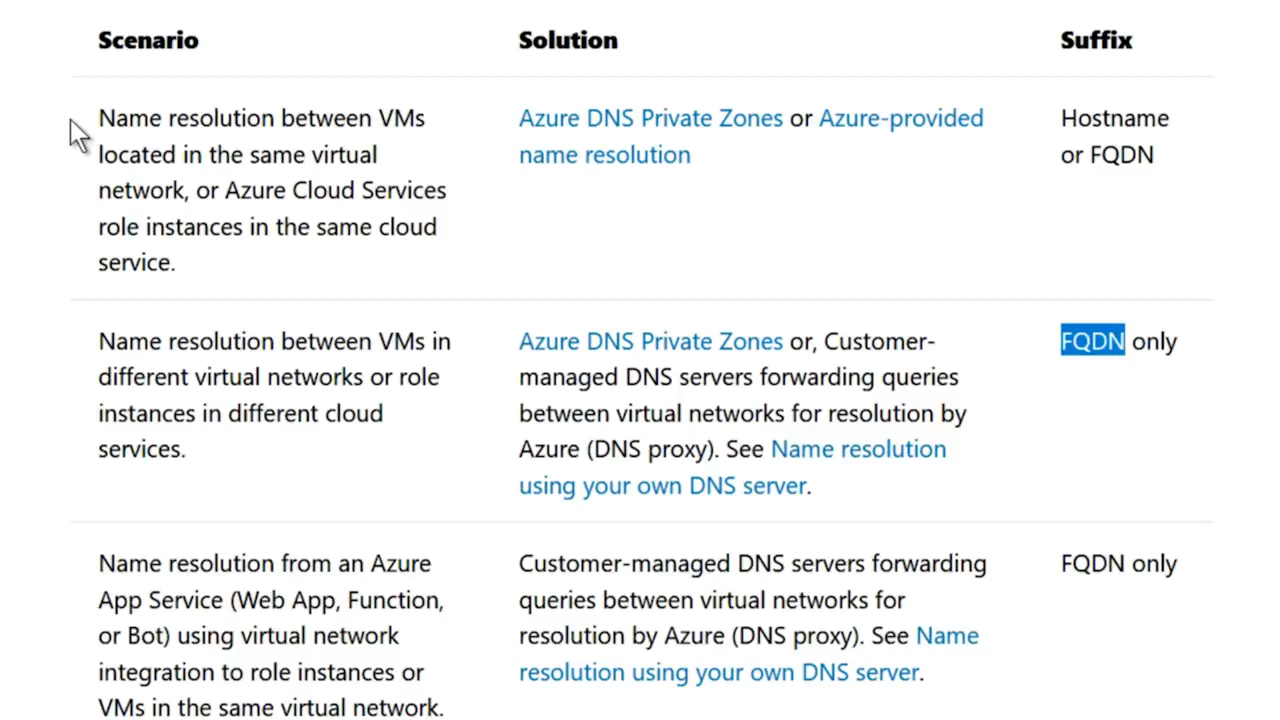 Scenario
Solution
Suffix
Name resolution between VMs
located in the same virtual
network, or Azure Cloud Services
role instances in the same cloud
service.
Azure DNS Private Zones or Azure-provided
name resolution
Hostname
or FQDN
Name resolution between VMs in
different virtual networks or role
instances in different cloud
services.
Azure DNS Private Zones or, Customer-
managed DNS servers forwarding queries
between virtual networks for resolution by
Azure (DNS proxy). See Name resolution
using your own DNS server.
FQDN only
Name resolution from an Azure
App Service (Web App, Function,
or Bot) using virtual network
integration to role instances or
VMs in the same virtual network.
Customer-managed DNS servers forwarding
queries between virtual networks for
resolution by Azure (DNS proxy). See Name
resolution using your own DNS server.
FQDN only